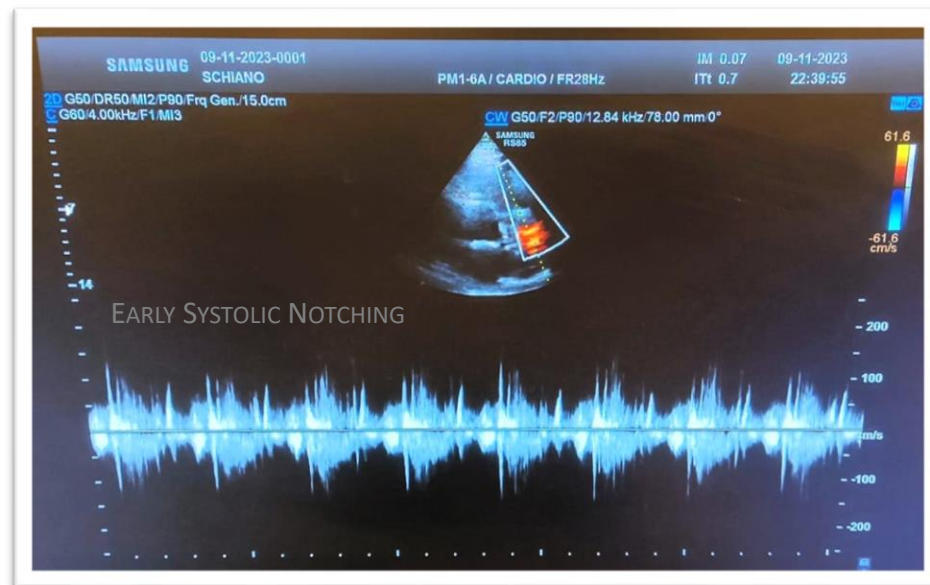 SAMSUNG
09-11-2023-0001
SCHIANO
PM1-6A / CARDIO / FR28Hz
IM 0.07
ITt 0.7
09-11-2023
22:39:55
2D G50/DR50/MI2/P90/Frq Gen./15.0cm
C G60/4.00kHz/F1/MI3
CW G50/F2/P90/12.84 kHz/78.00 mm/0°
SAMSUNG
RS85
61.6
-61.6
cm/s
14
EARLY SYSTOLIC NOTCHING
200
100
cm/s
-100
-200